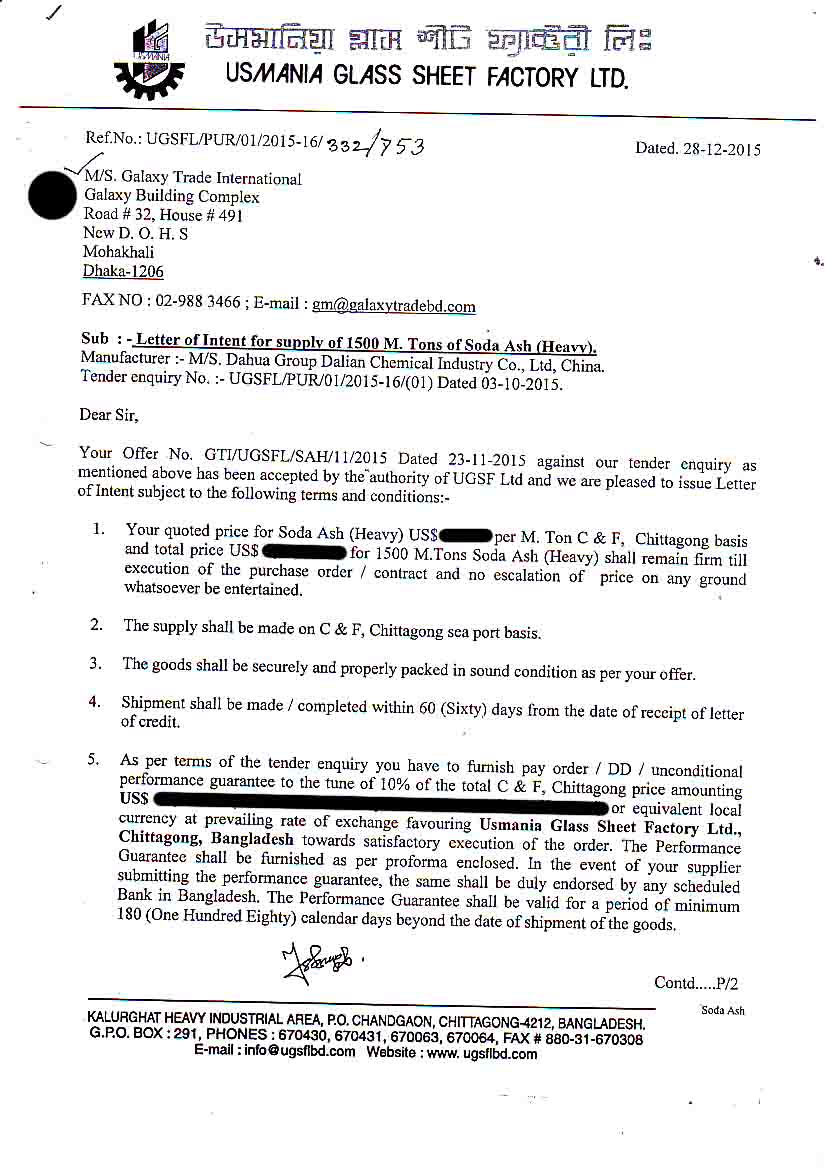 উসমানিয়া গ্লাস শীট ফ্যাক্টরী লিঃ
USMANIA
USMANIA GLASS SHEET FACTORY LTD.
Ref.No.: UGSFL/PUR/01/2015-16/332/753
Dated. 28-12-2015
M/S. Galaxy Trade International
Galaxy Building Complex
Road # 32, House # 491
New D. O. H. S
Mohakhali
Dhaka-1206
FAX NO : 02-988 3466 ; E-mail : gm@galaxytradebd.com
Sub : - Letter of Intent for supply of 1500 M. Tons of Soda Ash (Heavy).
Manufacturer :- M/S. Dahua Group Dalian Chemical Industry Co., Ltd, China.
Tender enquiry No. :- UGSFL/PUR/01/2015-16/(01) Dated 03-10-2015.
Dear Sir,
Your Offer No. GTI/UGSFL/SAH/11/2015 Dated 23-11-2015 against our tender enquiry as
mentioned above has been accepted by the authority of UGSF Ltd and we are pleased to issue Letter
of Intent subject to the following terms and conditions:-
1. Your quoted price for Soda Ash (Heavy) US$ per M. Ton C & F, Chittagong basis
and total price US$ for 1500 M.Tons Soda Ash (Heavy) shall remain firm till
execution of the purchase order / contract and no escalation of price on any ground
whatsoever be entertained.
2. The supply shall be made on C & F, Chittagong sea port basis.
3. The goods shall be securely and properly packed in sound condition as per your offer.
4. Shipment shall be made / completed within 60 (Sixty) days from the date of receipt of letter
of credit.
5. As per terms of the tender enquiry you have to furnish pay order / DD / unconditional
performance guarantee to the tune of 10% of the total C & F, Chittagong price amounting
US$ or equivalent local
currency at prevailing rate of exchange favouring Usmania Glass Sheet Factory Ltd.,
Chittagong, Bangladesh towards satisfactory execution of the order. The Performance
Guarantee shall be furnished as per proforma enclosed. In the event of your supplier
submitting the performance guarantee, the same shall be duly endorsed by any scheduled
Bank in Bangladesh. The Performance Guarantee shall be valid for a period of minimum
180 (One Hundred Eighty) calendar days beyond the date of shipment of the goods.
Contd.....P/2
Soda Ash
KALURGHAT HEAVY INDUSTRIAL AREA, P.O. CHANDGAON, CHITTAGONG-4212, BANGLADESH.
G.P.O. BOX : 291, PHONES : 670430, 670431, 670063, 670064, FAX # 880-31-670308
E-mail : info@ugsflbd.com Website : www. ugsflbd.com